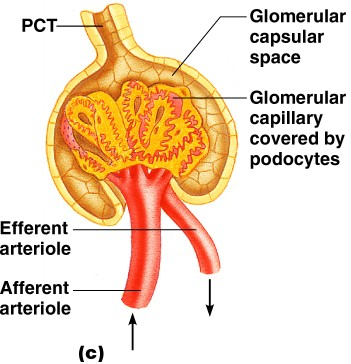 PCT
Glomerular
capsular
space
Glomerular
capillary
covered by
podocytes
Efferent
arteriole
Afferent
arteriole
(c)